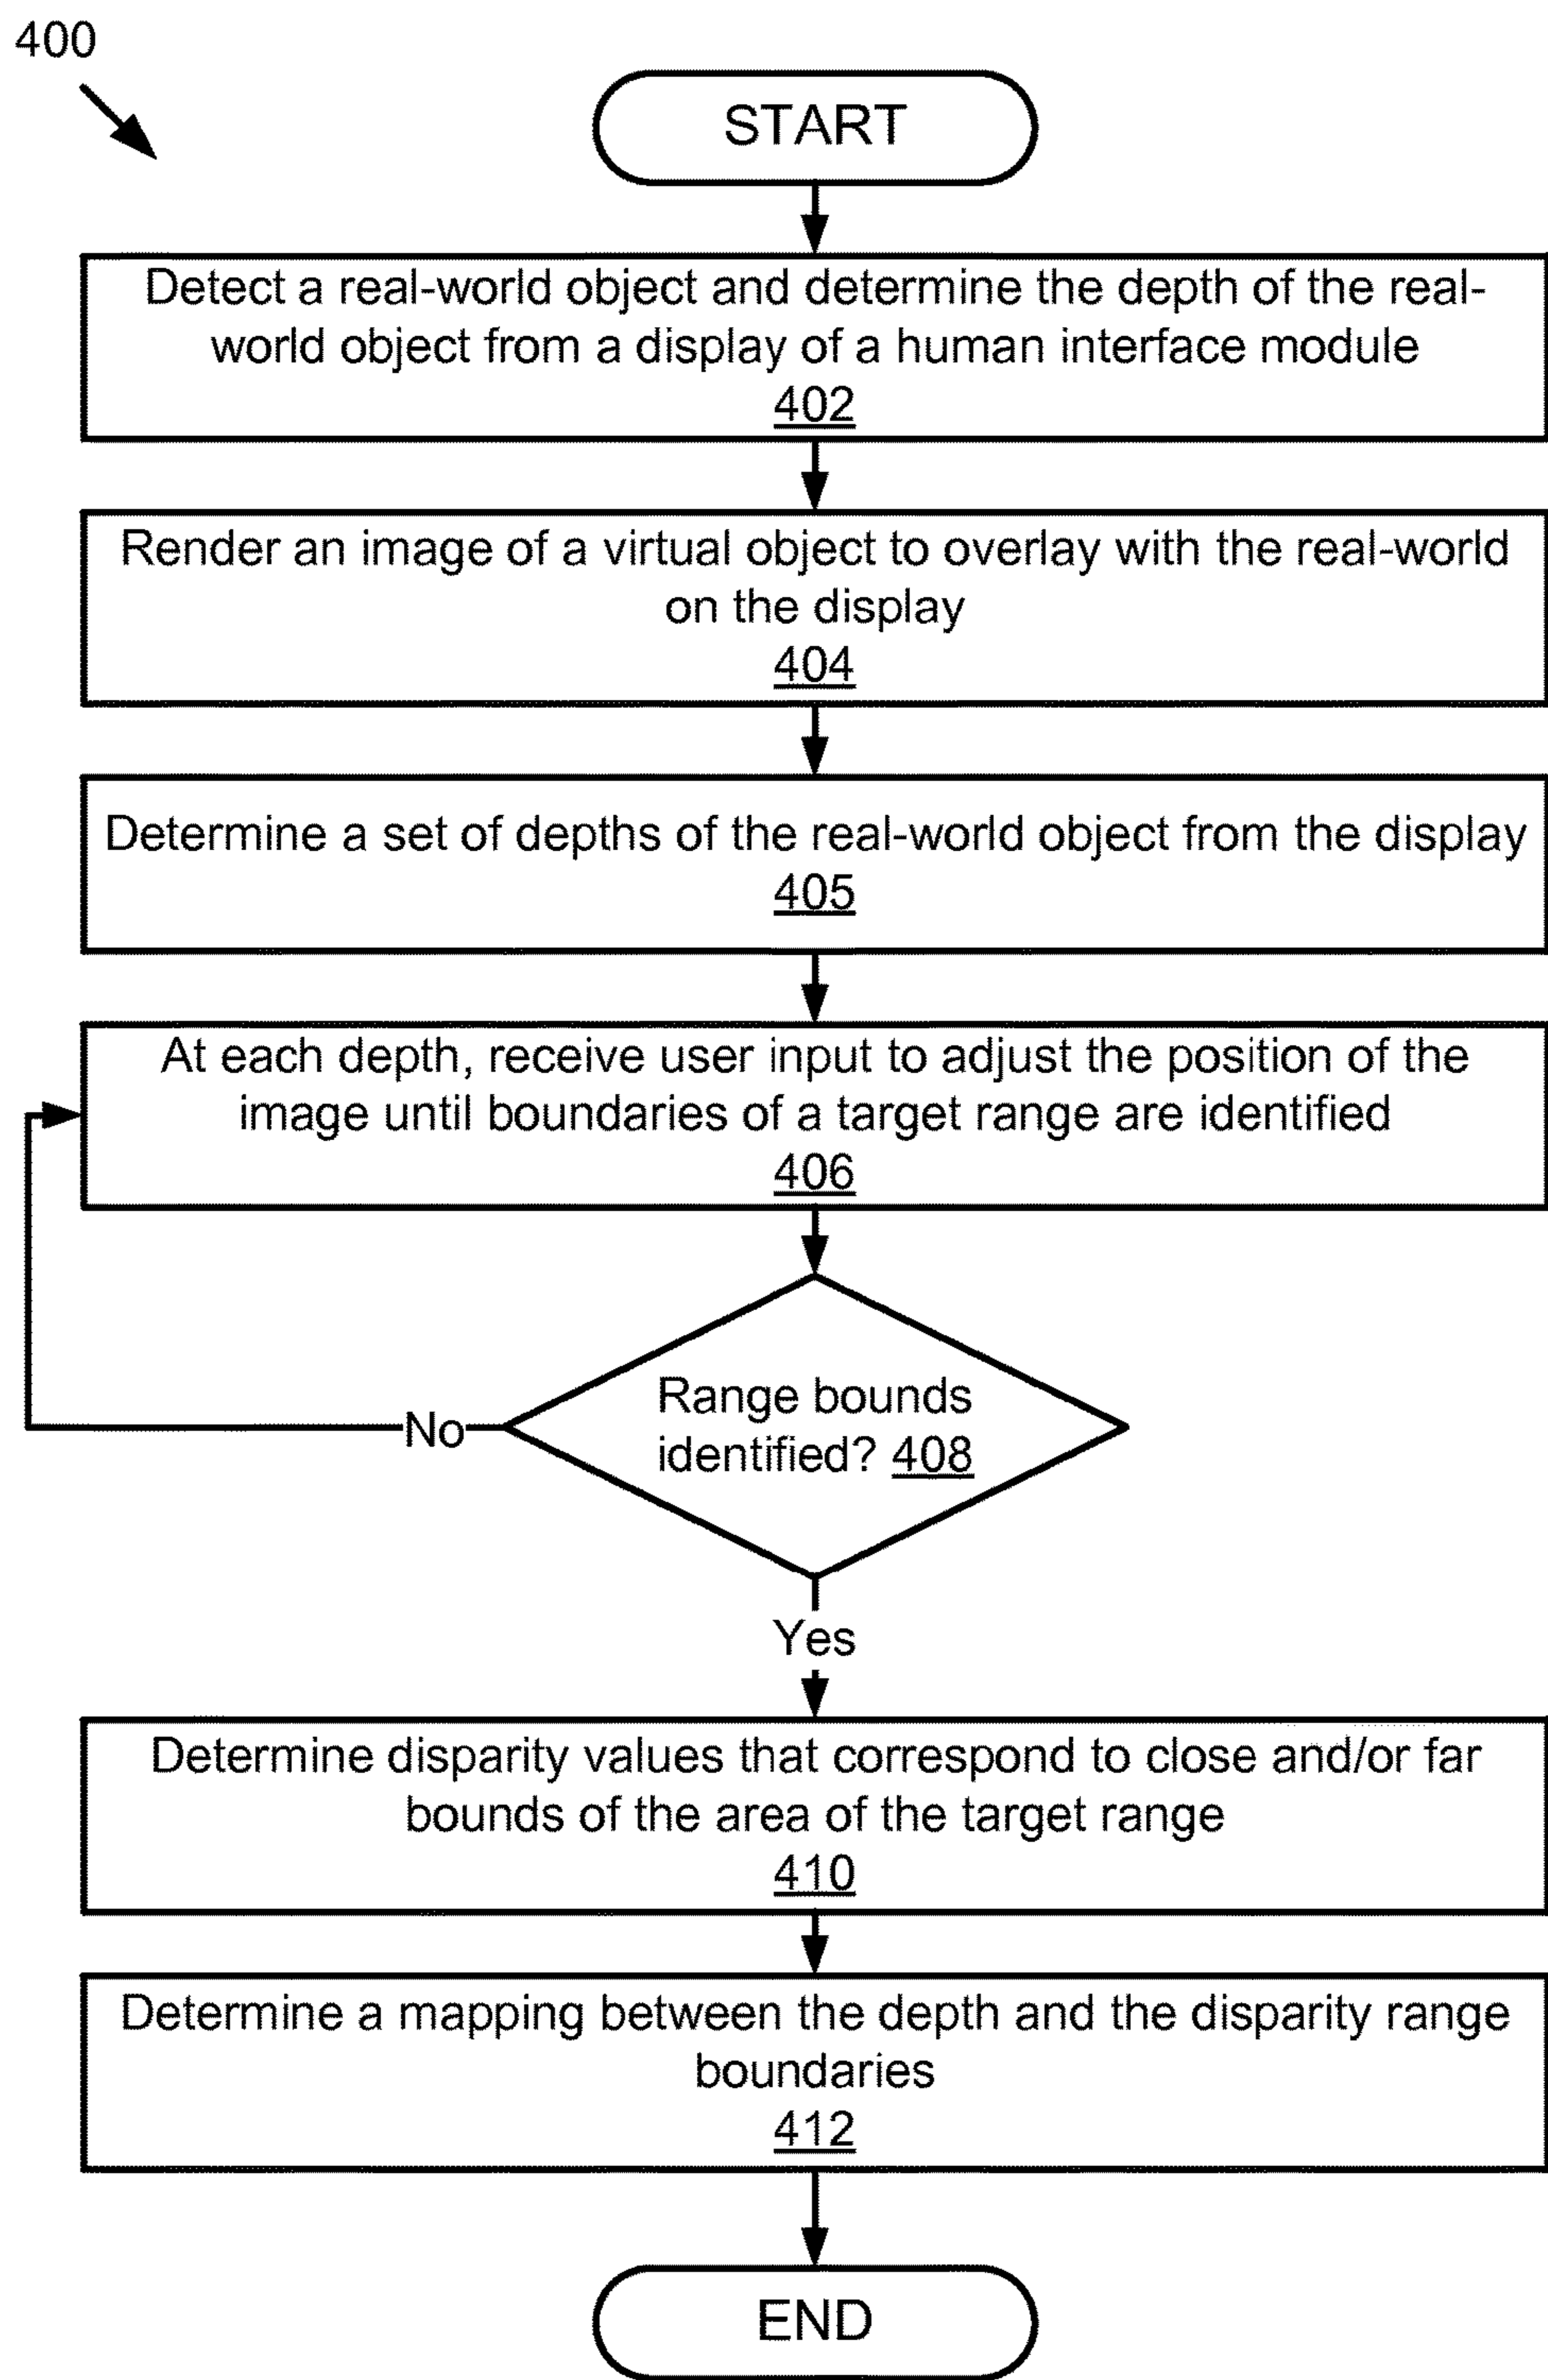 400
START
Detect a real-world object and determine the depth of the real-
world object from a display of a human interface module
402
Render an image of a virtual object to overlay with the real-world
on the display
404
Determine a set of depths of the real-world object from the display
405
At each depth, receive user input to adjust the position of the
image until boundaries of a target range are identified
406
Range bounds
identified? 408
No
Yes
Determine disparity values that correspond to close and/or far
bounds of the area of the target range
410
Determine a mapping between the depth and the disparity range
boundaries
412
END